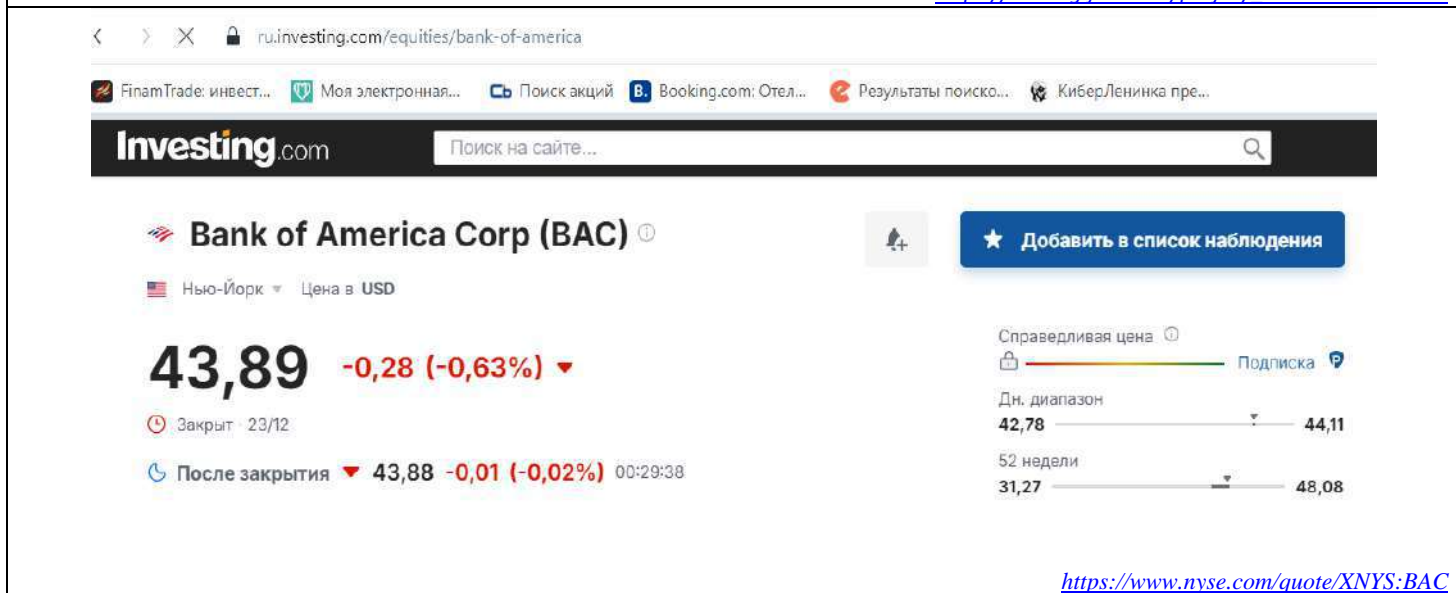 ru.investing.com/equities/bank-of-america
FinamTrade: инвест... Моя электронная... Сь Поиск акций B. Booking.com: Отел... Результаты поиско... КиберЛенинка пре...
Investing.com Поиск на сайте...
Bank of America Corp (BAC)
Добавить в список наблюдения
Нью-Йорк Цена в USD
43,89 -0,28 (-0,63%)
Закрыт · 23/12
После закрытия 43,88 -0,01 (-0,02%) 00:29:38
Справедливая цена
Подписка
Дн. диапазон
42,78 44,11
52 недели
31,27 48,08
https://www.nyse.com/quote/XNYS:BAC